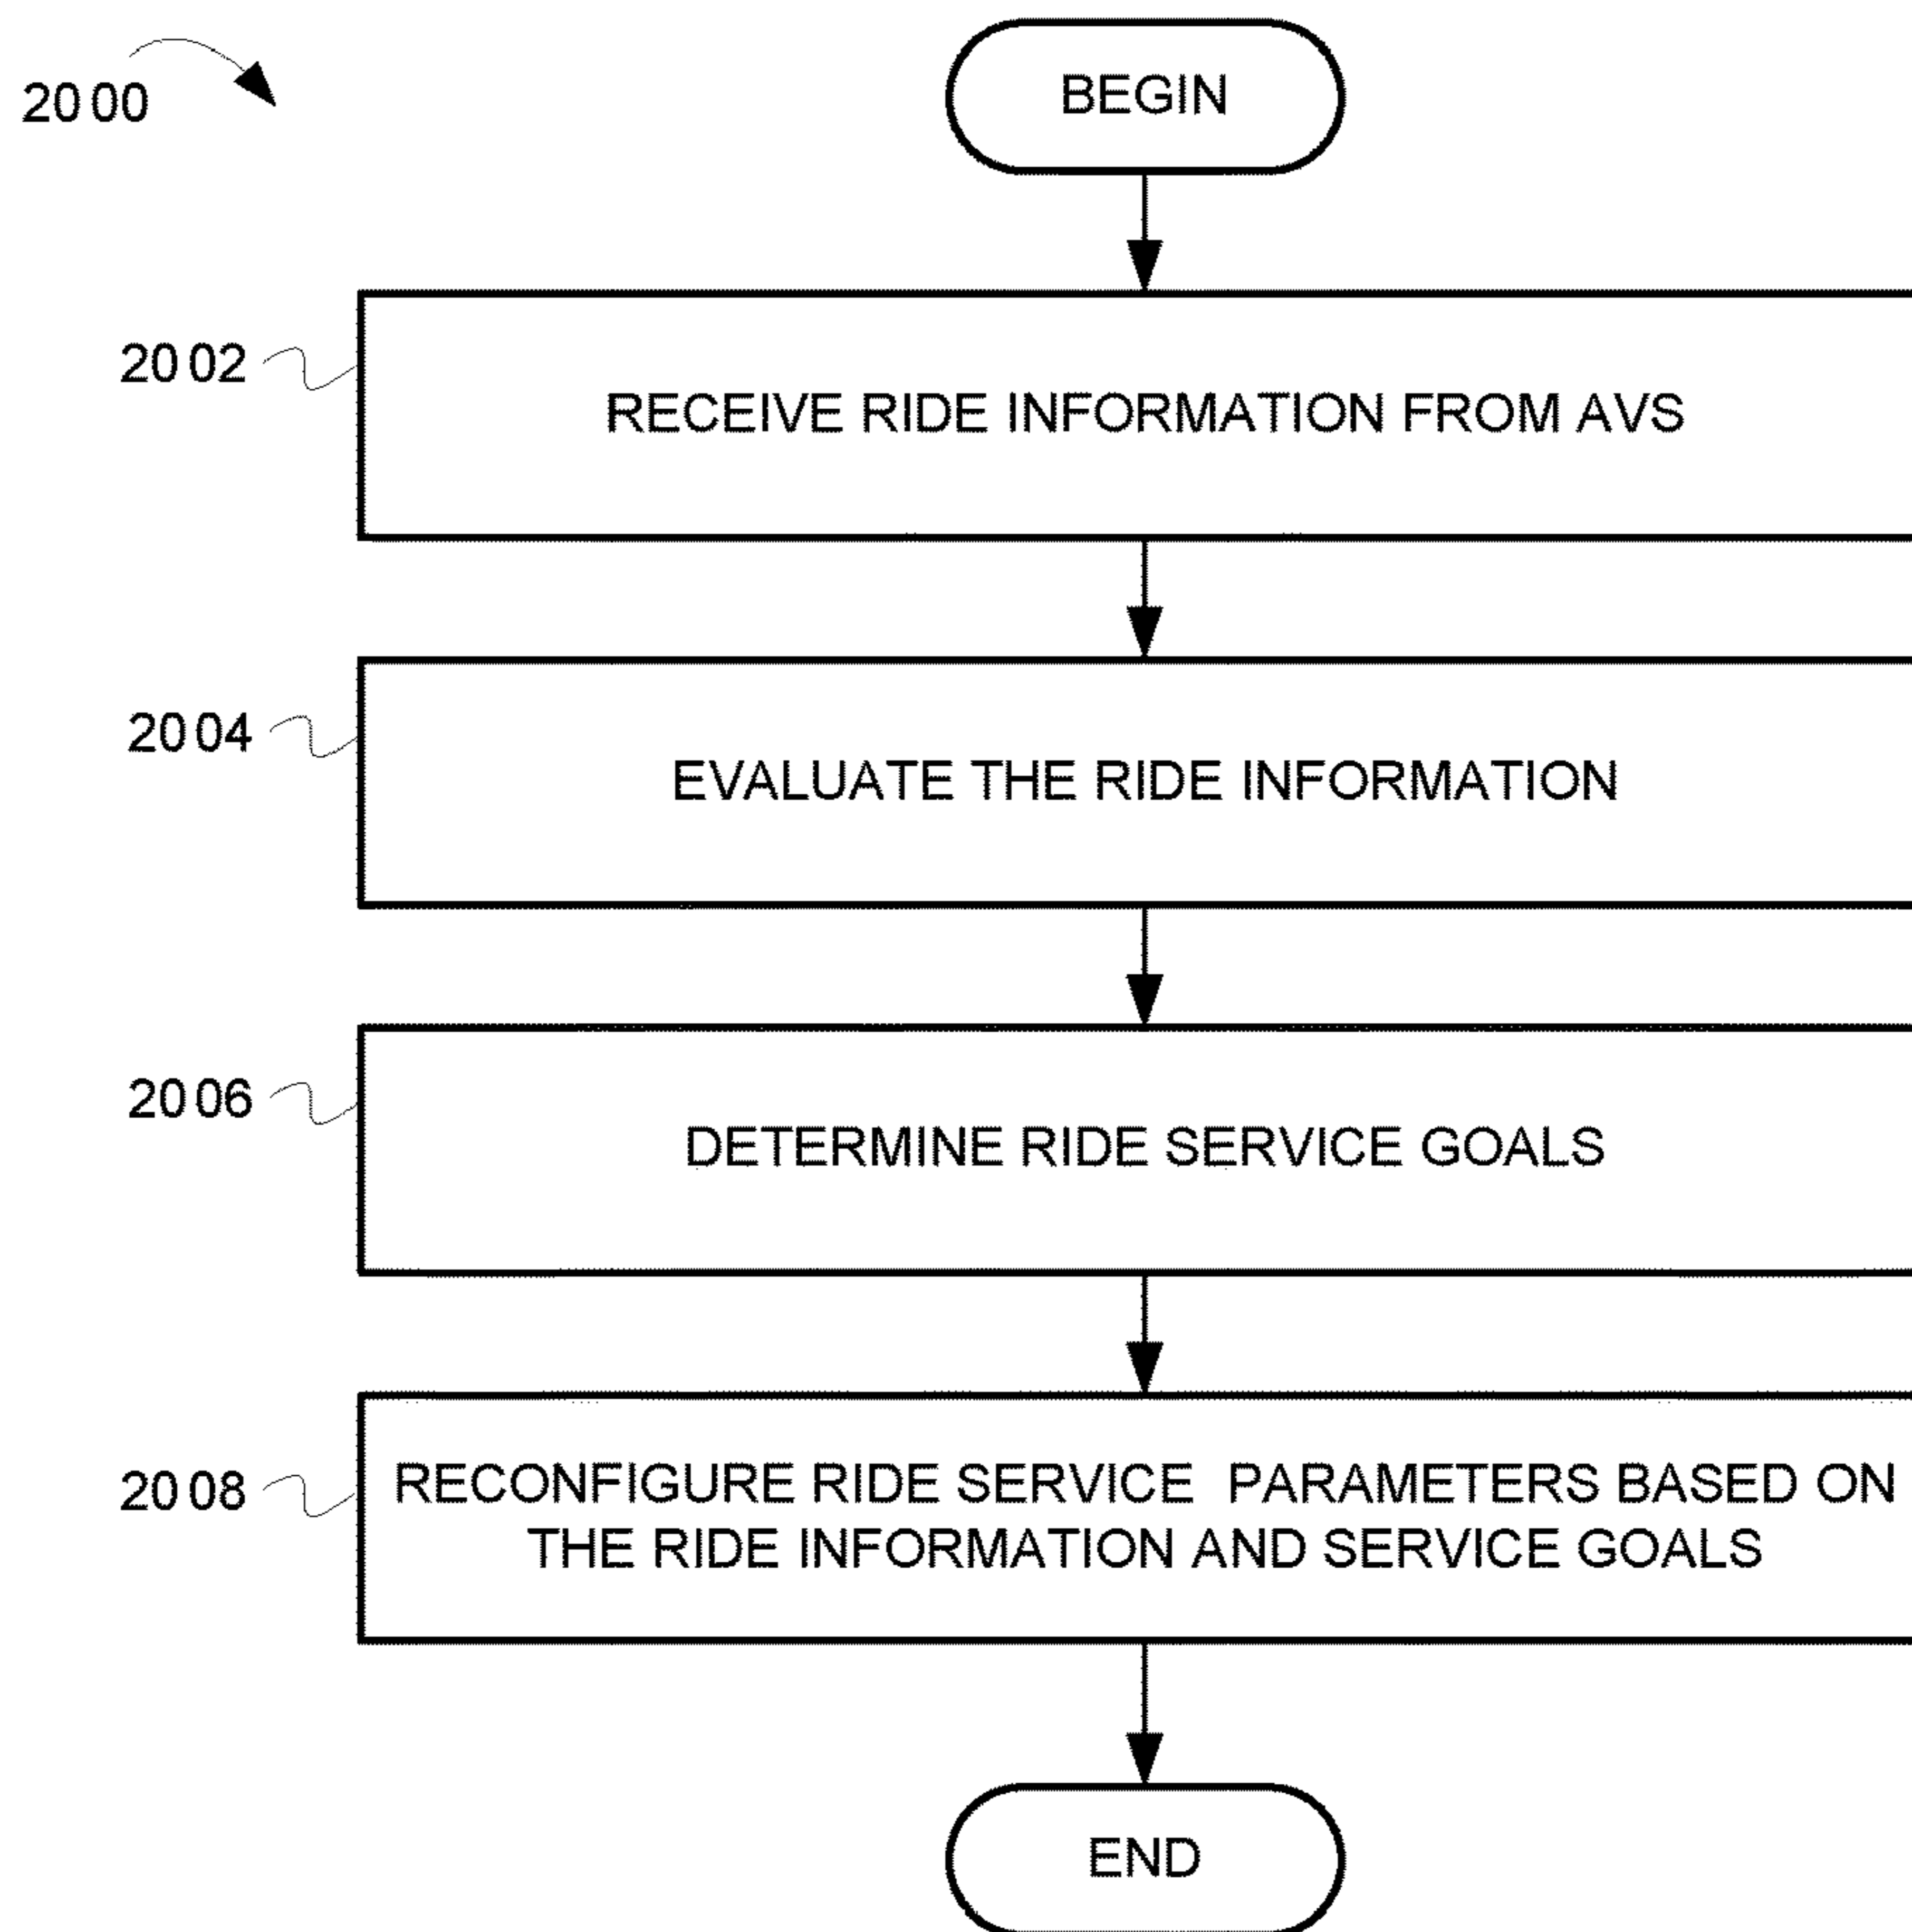 2000
BEGIN
2002
RECEIVE RIDE INFORMATION FROM AVS
2004
EVALUATE THE RIDE INFORMATION
2006
DETERMINE RIDE SERVICE GOALS
2008
RECONFIGURE RIDE SERVICE PARAMETERS BASED ON
THE RIDE INFORMATION AND SERVICE GOALS
END